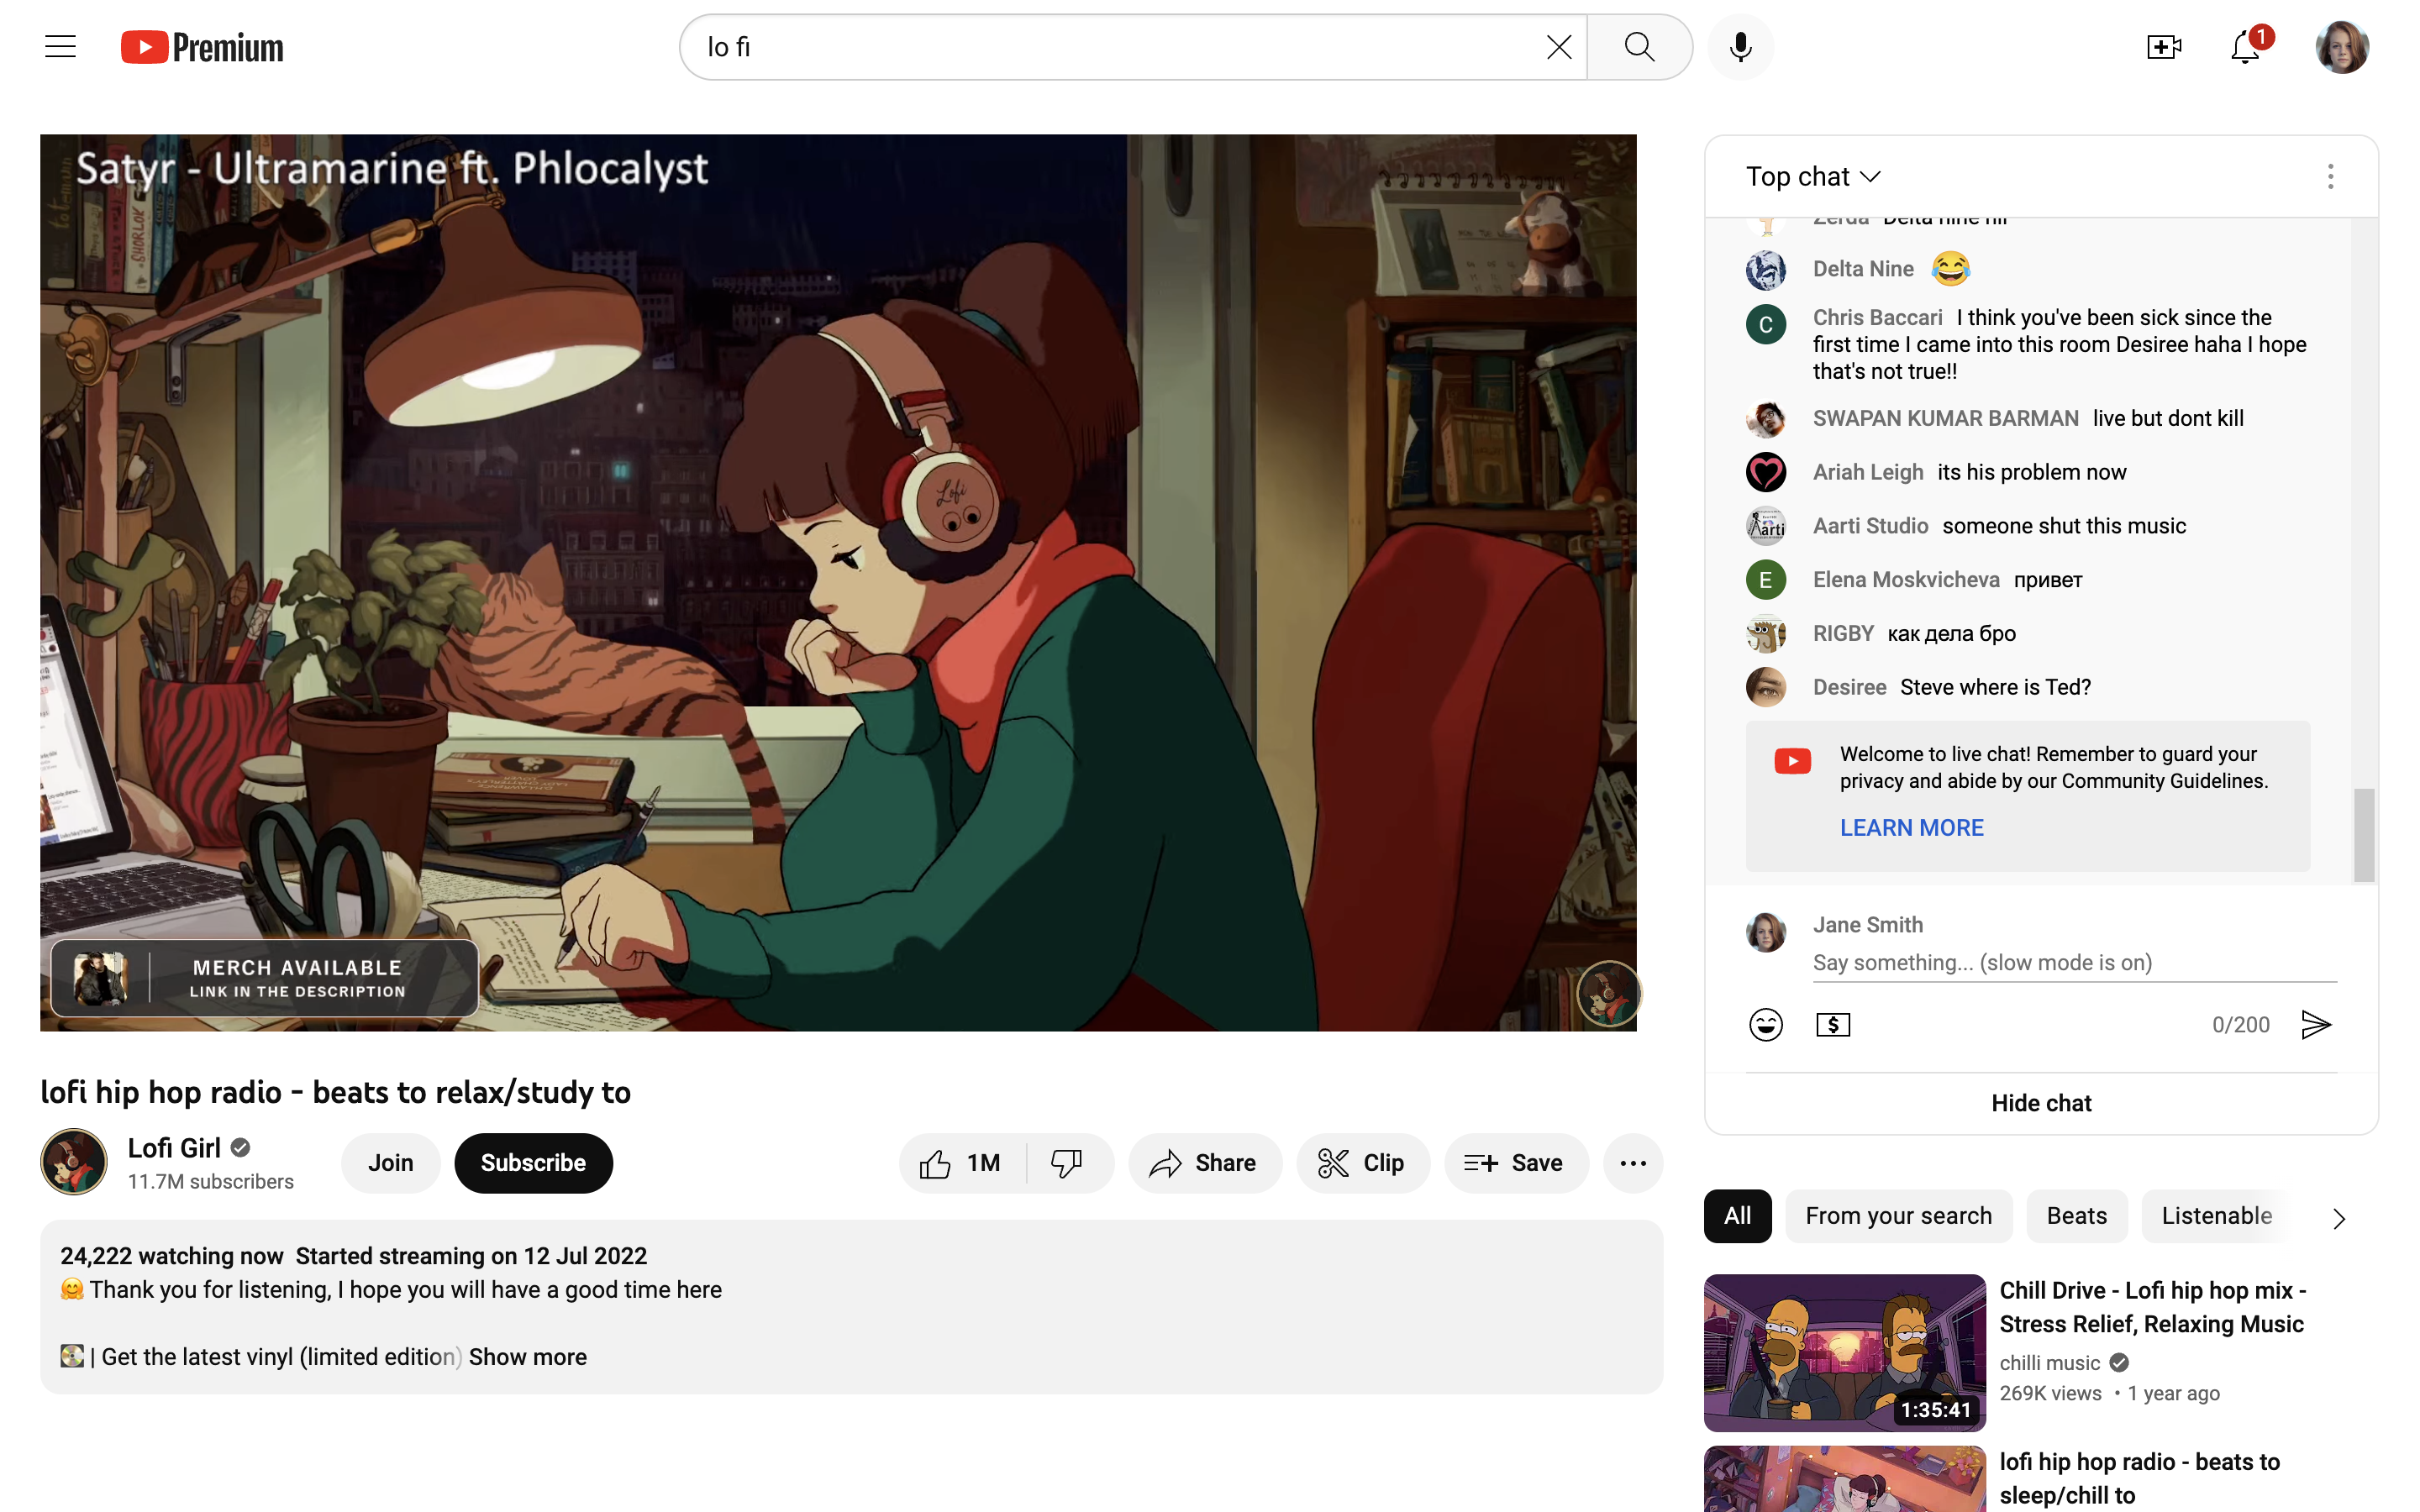 Premium
lo fi
1
Satyr - Ultramarine ft. Phlocalyst
SHORLOK
Lofi
MERCH AVAILABLE
LINK IN THE DESCRIPTION
lofi hip hop radio - beats to relax/study to
Lofi Girl
11.7M subscribers
Join
Subscribe
1M
Share
Clip
Save
24,222 watching now Started streaming on 12 Jul 2022
🤗 Thank you for listening, I hope you will have a good time here
💽 | Get the latest vinyl (limited edition) Show more
Top chat
Zerda Delta nine hii
Delta Nine 😂
C
Chris Baccari I think you've been sick since the
first time I came into this room Desiree haha I hope
that's not true!!
SWAPAN KUMAR BARMAN live but dont kill
Ariah Leigh its his problem now
Aarti
Aarti Studio someone shut this music
E
Elena Moskvicheva привет
RIGBY как дела бро
Desiree Steve where is Ted?
Welcome to live chat! Remember to guard your
privacy and abide by our Community Guidelines.
LEARN MORE
Jane Smith
Say something... (slow mode is on)
$
0/200
Hide chat
All
From your search
Beats
Listenable
Chill Drive - Lofi hip hop mix -
Stress Relief, Relaxing Music
chilli music
269K views • 1 year ago
1:35:41
lofi hip hop radio - beats to
sleep/chill to